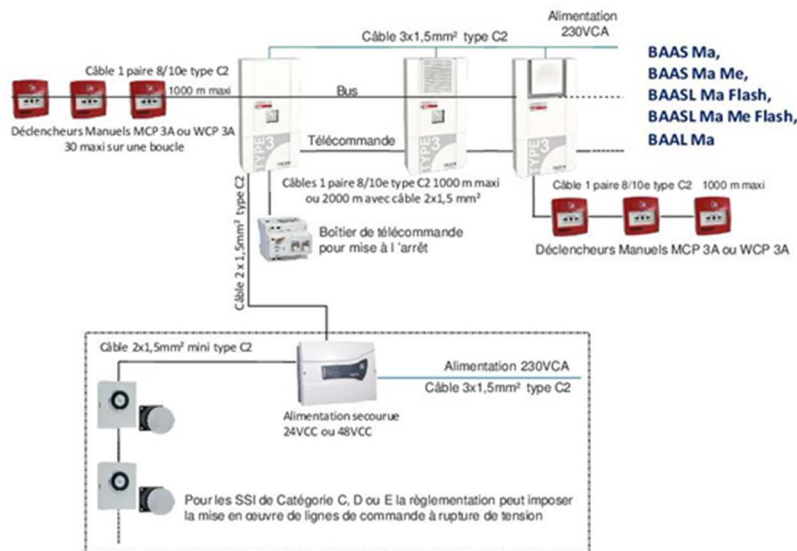 Alimentation
230VCA
Câble 3x1,5mm² type C2
BAAS Ma,
BAAS Ma Me,
BAASL Ma Flash,
BAASL Ma Me Flash,
BAAL Ma
Câble 1 paire 8/10e type C2
1000 m maxi
Bus
Déclencheurs Manuels MCP 3A ou WCP 3A
30 maxi sur une boucle
Télécommande
TYPE 3
TYPE 3
TYPE 3
Câbles 1 paire 8/10e type C2 1000 m maxi
ou 2000 m avec câble 2x1,5 mm²
Câble 1 paire 8/10e type C2 1000 m maxi
Câble 2 x 1,5mm² type C2
Boîtier de télécommande
pour mise à l 'arrêt
Déclencheurs Manuels MCP 3A ou WCP 3A
Câble 2x1,5mm² mini type C2
Alimentation 230VCA
Câble 3x1,5mm² type C2
Alimentation secourue
24VCC ou 48VCC
Pour les SSI de Catégorie C, D ou E la règlementation peut imposer
la mise en œuvre de lignes de commande à rupture de tension